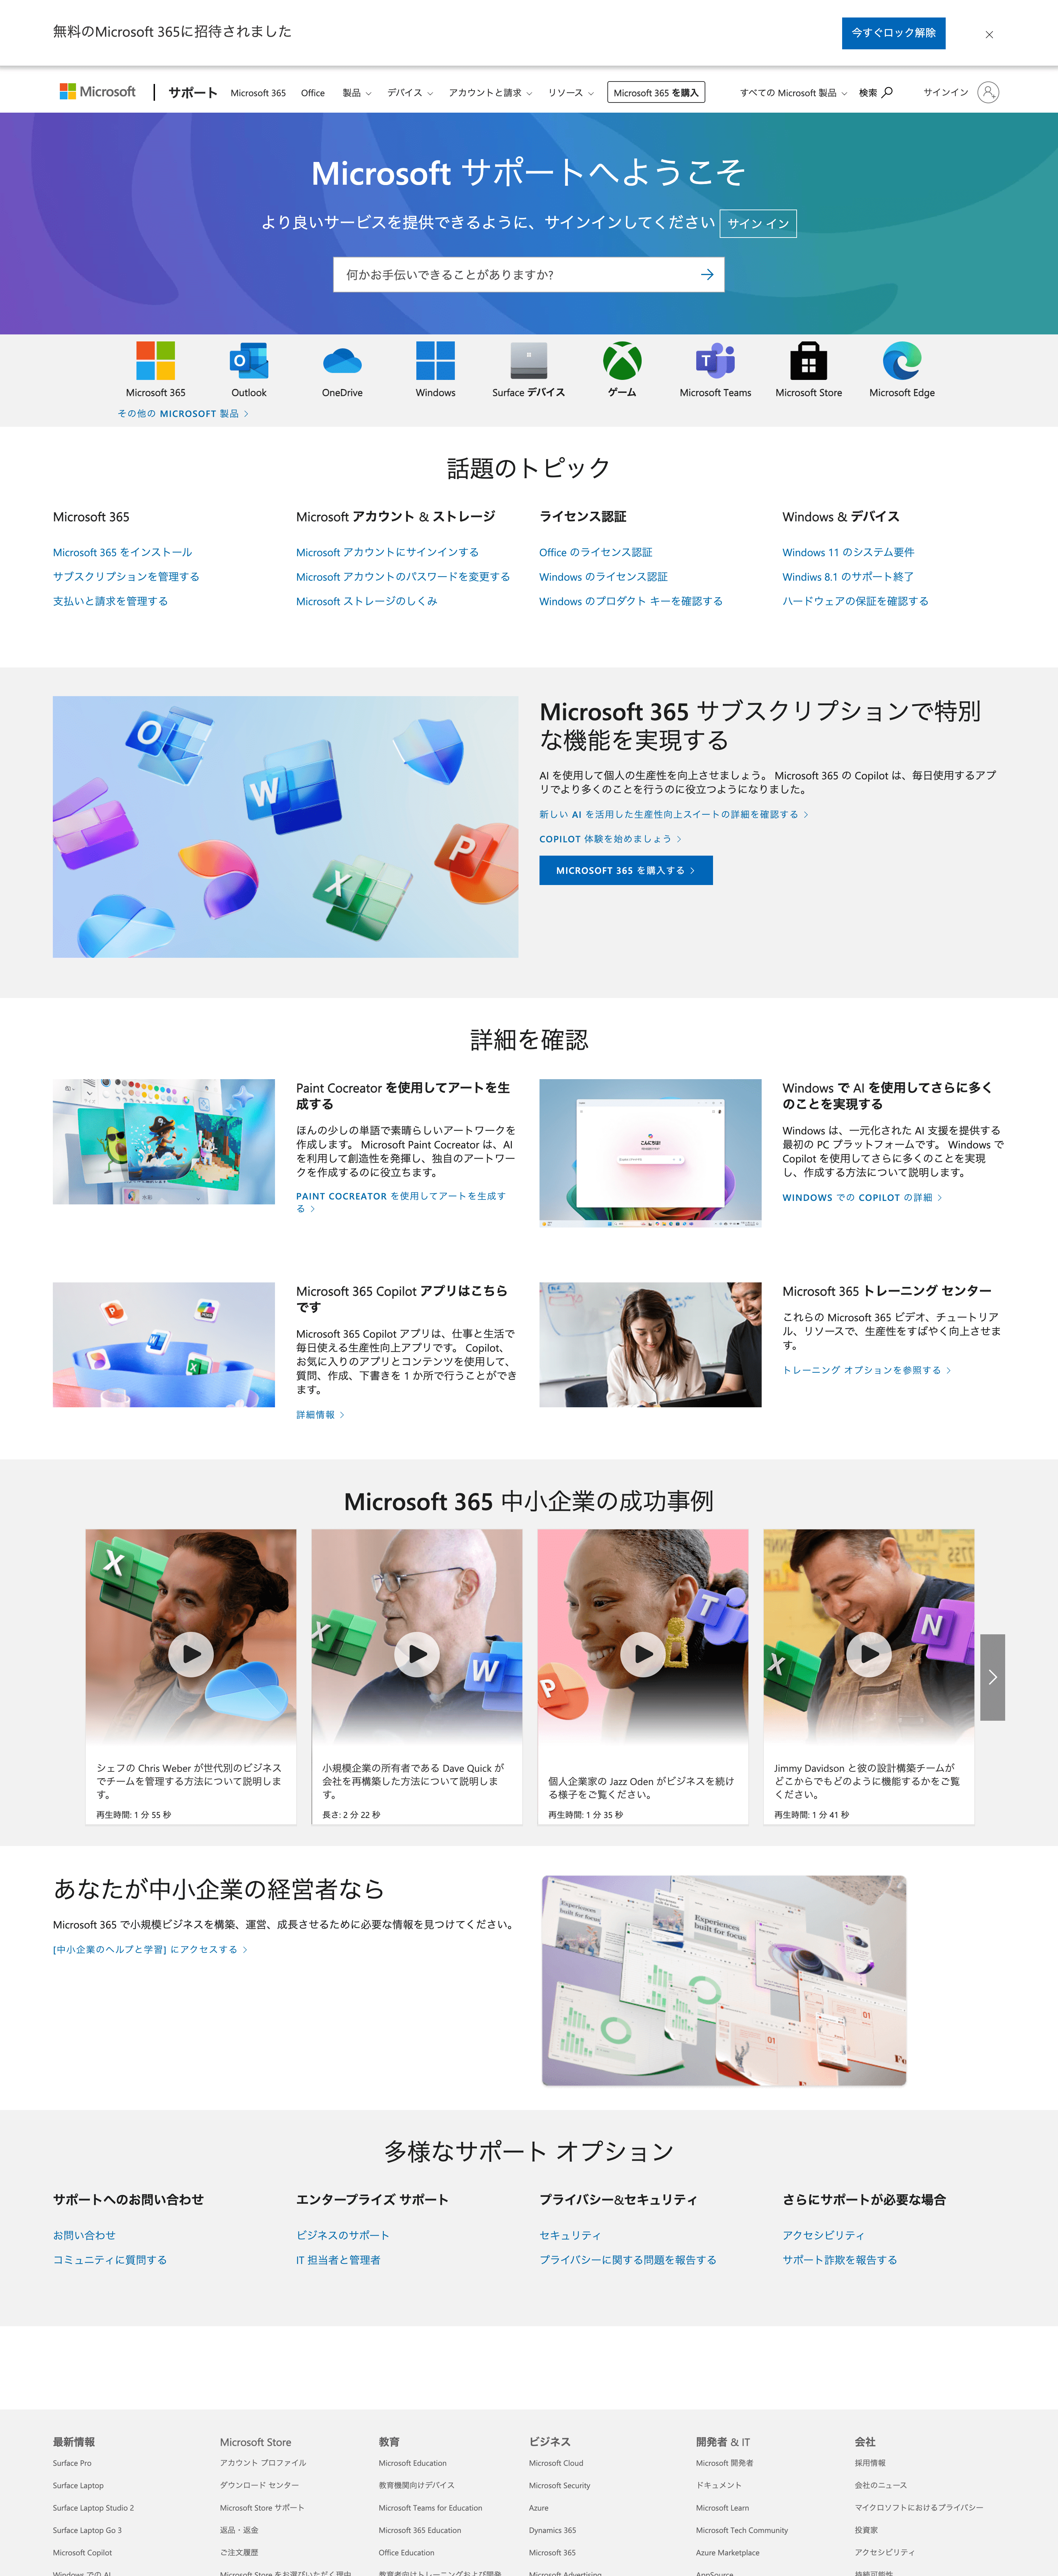 無料のMicrosoft 365に招待されました
今すぐロック解除
Microsoft
サポート
Microsoft 365
Office
製品
デバイス
アカウントと請求
リソース
Microsoft 365 を購入
すべての Microsoft 製品
検索
サインイン
Microsoft サポートへようこそ
より良いサービスを提供できるように、サインインしてください
サイン イン
何かお手伝いできることがありますか?
Microsoft 365
Outlook
OneDrive
Windows
Surface デバイス
ゲーム
Microsoft Teams
Microsoft Store
Microsoft Edge
その他の MICROSOFT 製品
話題のトピック
Microsoft 365
Microsoft 365 をインストール
サブスクリプションを管理する
支払いと請求を管理する
Microsoft アカウント & ストレージ
Microsoft アカウントにサインインする
Microsoft アカウントのパスワードを変更する
Microsoft ストレージのしくみ
ライセンス認証
Office のライセンス認証
Windows のライセンス認証
Windows のプロダクト キーを確認する
Windows & デバイス
Windows 11 のシステム要件
Windiws 8.1 のサポート終了
ハードウェアの保証を確認する
Microsoft 365 サブスクリプションで特別
な機能を実現する
AI を使用して個人の生産性を向上させましょう。 Microsoft 365 の Copilot は、毎日使用するアプ
リでより多くのことを行うのに役立つようになりました。
新しい AI を活用した生産性向上スイートの詳細を確認する
COPILOT 体験を始めましょう
MICROSOFT 365 を購入する
詳細を確認
Paint Cocreator を使用してアートを生
成する
ほんの少しの単語で素晴らしいアートワークを
作成します。 Microsoft Paint Cocreator は、AI
を利用して創造性を発揮し、独自のアートワー
クを作成するのに役立ちます。
PAINT COCREATOR を使用してアートを生成す
る
こんにちは!
Windows で AI を使用してさらに多く
のことを実現する
Windows は、一元化された AI 支援を提供する
最初の PC プラットフォームです。 Windows で
Copilot を使用してさらに多くのことを実現
し、作成する方法について説明します。
WINDOWS での COPILOT の詳細
Microsoft 365 Copilot アプリはこちら
です
Microsoft 365 Copilot アプリは、仕事と生活で
毎日使える生産性向上アプリです。 Copilot、
お気に入りのアプリとコンテンツを使用して、
質問、作成、下書きを 1 か所で行うことができ
ます。
詳細情報
Microsoft 365 トレーニング センター
これらの Microsoft 365 ビデオ、チュートリア
ル、リソースで、生産性をすばやく向上させま
す。
トレーニング オプションを参照する
Microsoft 365 中小企業の成功事例
シェフの Chris Weber が世代別のビジネス
でチームを管理する方法について説明しま
す。
再生時間: 1 分 55 秒
小規模企業の所有者である Dave Quick が
会社を再構築した方法について説明しま
す。
長さ: 2 分 22 秒
個人企業家の Jazz Oden がビジネスを続け
る様子をご覧ください。
再生時間: 1 分 35 秒
Jimmy Davidson と彼の設計構築チームが
どこからでもどのように機能するかをご覧
ください。
再生時間: 1 分 41 秒
あなたが中小企業の経営者なら
Microsoft 365 で小規模ビジネスを構築、運営、成長させるために必要な情報を見つけてください。
[中小企業のヘルプと学習] にアクセスする
Experiences
built for focus
Experiences
built for focus
01
01
多様なサポート オプション
サポートへのお問い合わせ
お問い合わせ
コミュニティに質問する
エンタープライズ サポート
ビジネスのサポート
IT 担当者と管理者
プライバシー&セキュリティ
セキュリティ
プライバシーに関する問題を報告する
さらにサポートが必要な場合
アクセシビリティ
サポート詐欺を報告する
最新情報
Surface Pro
Surface Laptop
Surface Laptop Studio 2
Surface Laptop Go 3
Microsoft Copilot
Windows での AI
Microsoft Store
アカウント プロファイル
ダウンロード センター
Microsoft Store サポート
返品・返金
ご注文履歴
Microsoft Store をお選びいただく理由
教育
Microsoft Education
教育機関向けデバイス
Microsoft Teams for Education
Microsoft 365 Education
Office Education
教育者向けトレーニングおよび開発
ビジネス
Microsoft Cloud
Microsoft Security
Azure
Dynamics 365
Microsoft 365
Microsoft Advertising
開発者 & IT
Microsoft 開発者
ドキュメント
Microsoft Learn
Microsoft Tech Community
Azure Marketplace
AppSource
会社
採用情報
会社のニュース
マイクロソフトにおけるプライバシー
投資家
アクセシビリティ
持続可能性